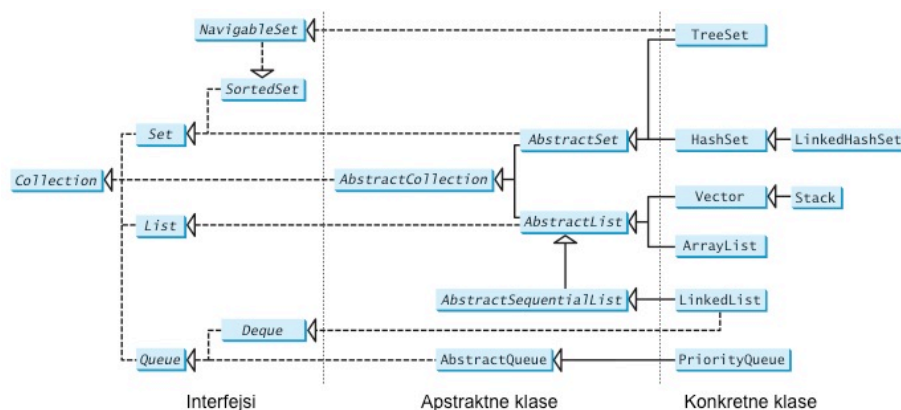 NavigableSet
TreeSet
SortedSet
Set
AbstractSet
HashSet
LinkedHashSet
Collection
AbstractCollection
Vector
Stack
List
AbstractList
ArrayList
AbstractSequentialList
LinkedList
Deque
Queue
AbstractQueue
PriorityQueue
Interfejsi
Apstraktne klase
Konkretne klase